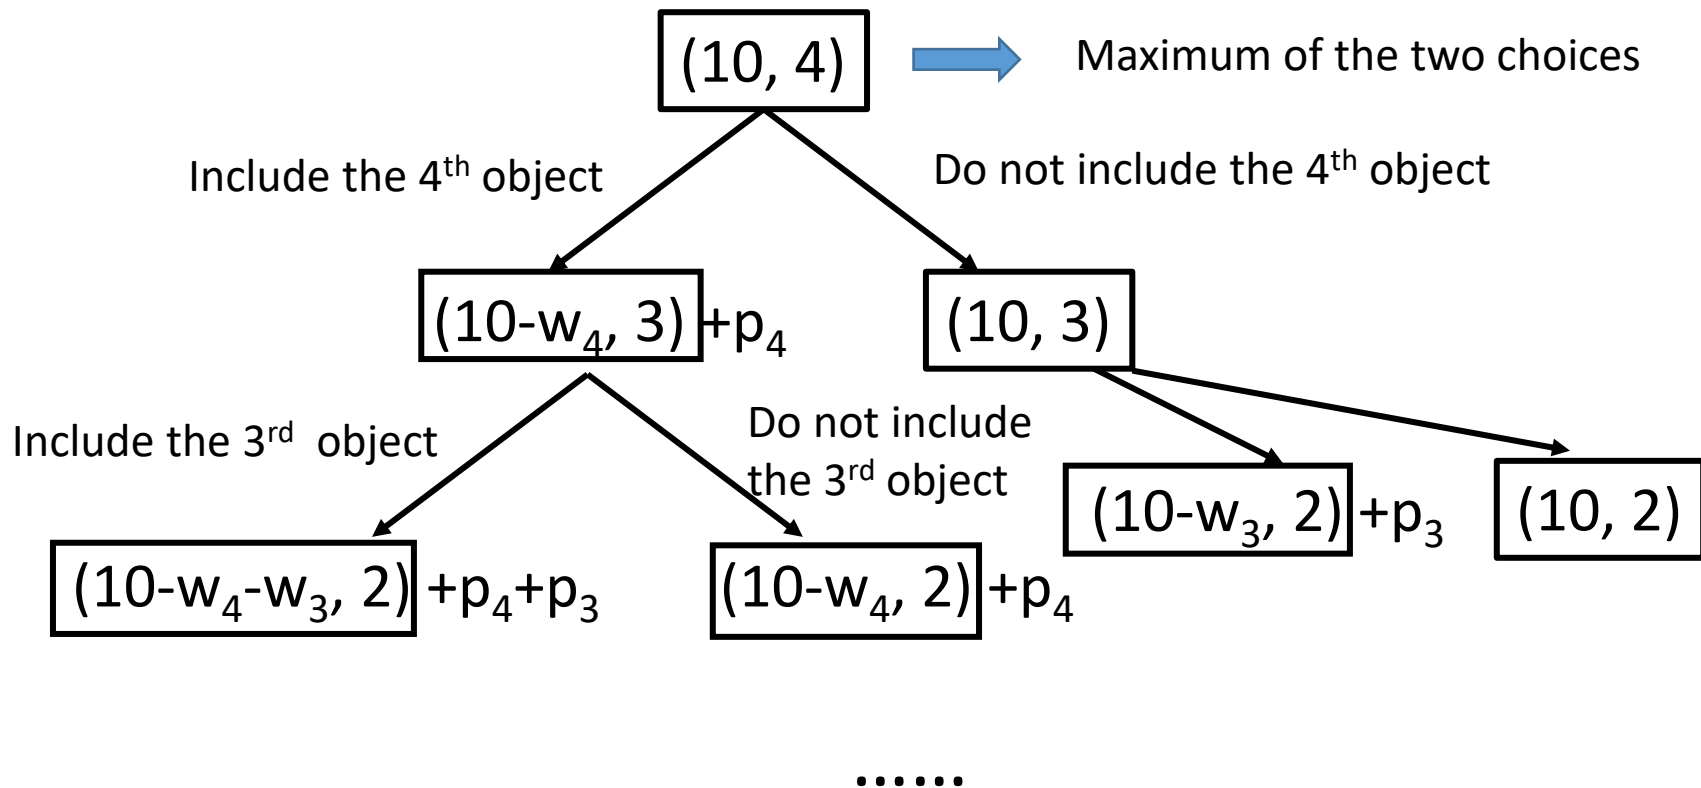 (10, 4)
Maximum of the two choices
Include the 4th object
Do not include the 4th object
(10-w4, 3) +p4
(10, 3)
Include the 3rd object
Do not include
the 3rd object
(10-w3, 2) +p3
(10, 2)
(10-w4-w3, 2) +p4+p3
(10-w4, 2) +p4
......